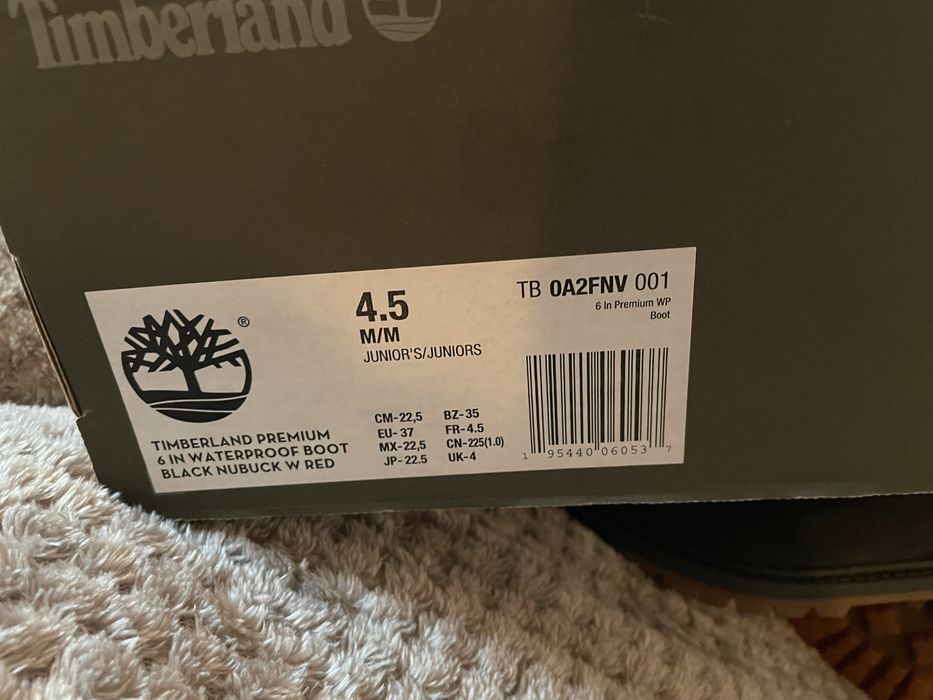 Timberland
4.5
M/M
JUNIOR'S/JUNIORS
TB 0A2FNV 001
6 In Premium WP
Boot
®
TIMBERLAND PREMIUM
6 IN WATERPROOF BOOT
BLACK NUBUCK W RED
CM-22,5 BZ-35
EU-37 FR-4.5
MX-22,5 CN-225(1.0)
JP-22.5 UK-4
1 95440 06053 7